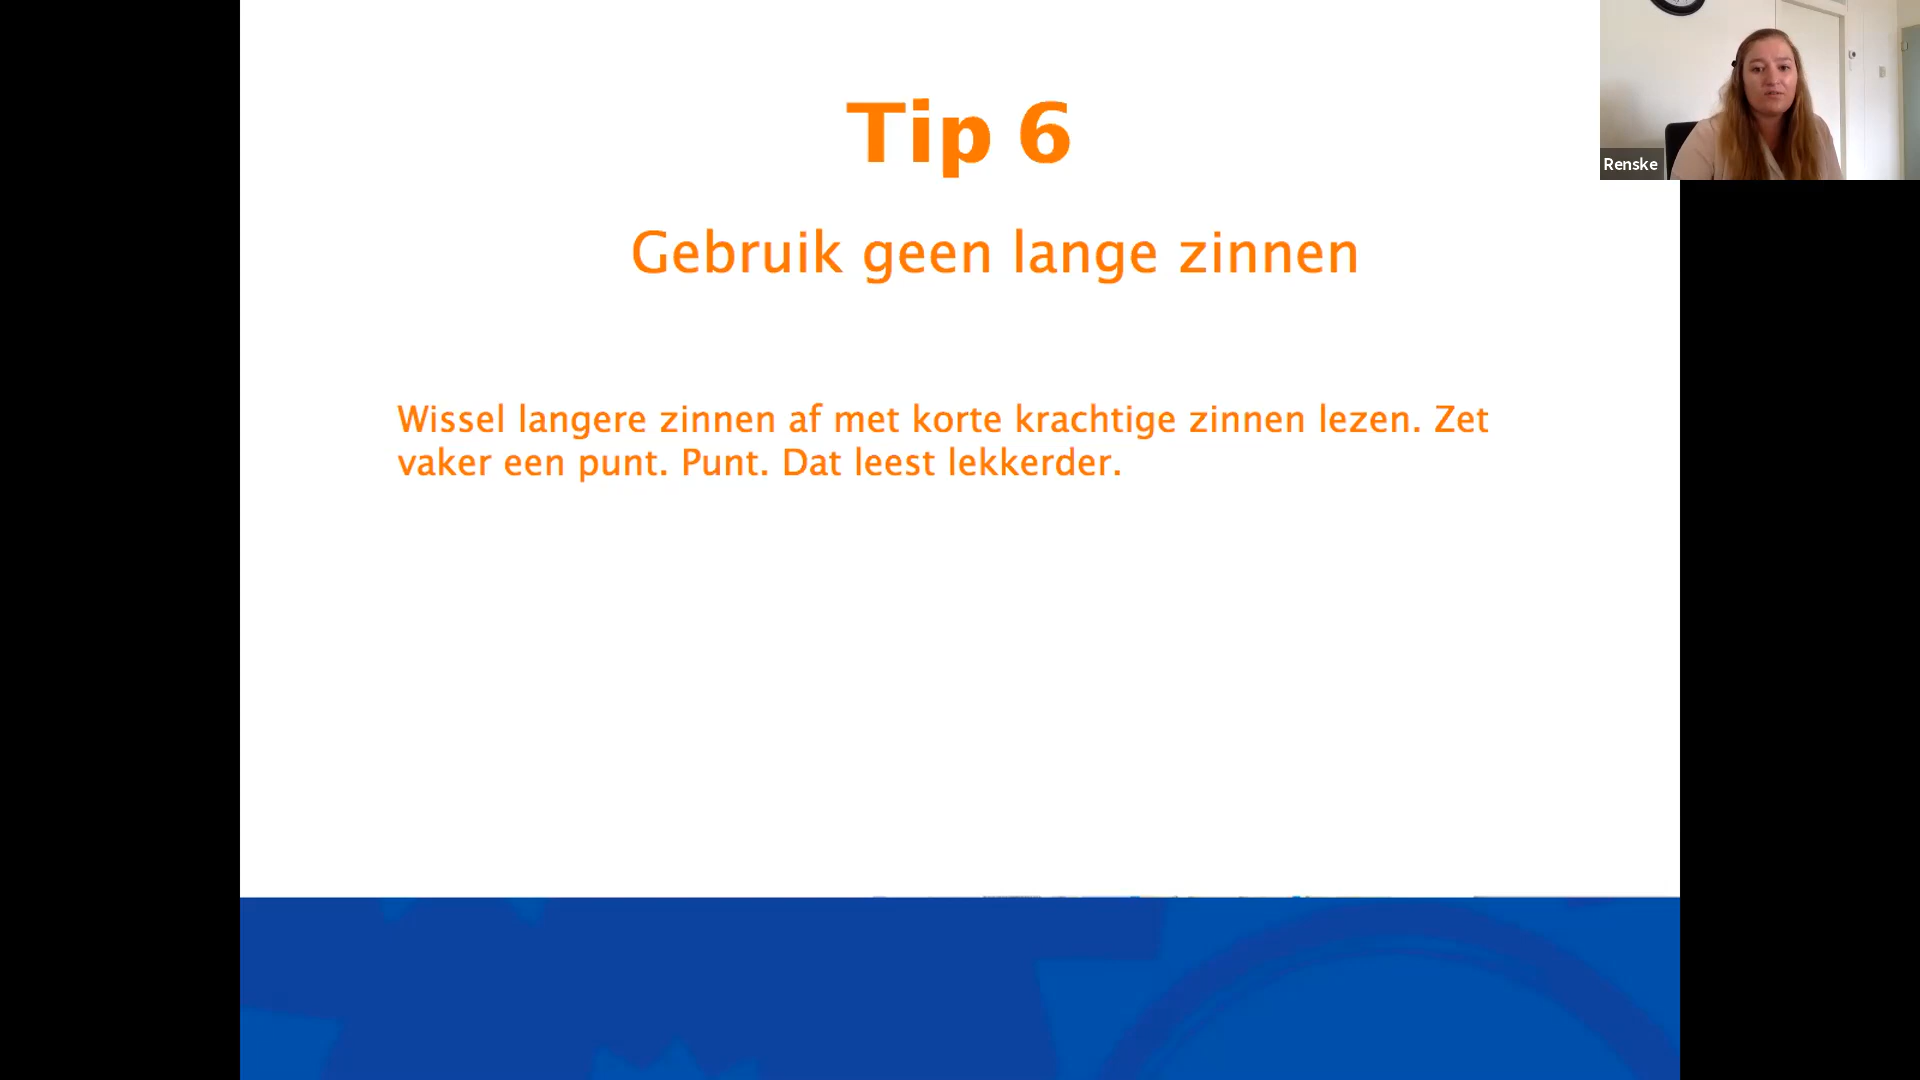 Tip 6
Gebruik geen lange zinnen
Wissel langere zinnen af met korte krachtige zinnen lezen. Zet
vaker een punt. Punt. Dat leest lekkerder.
Renske